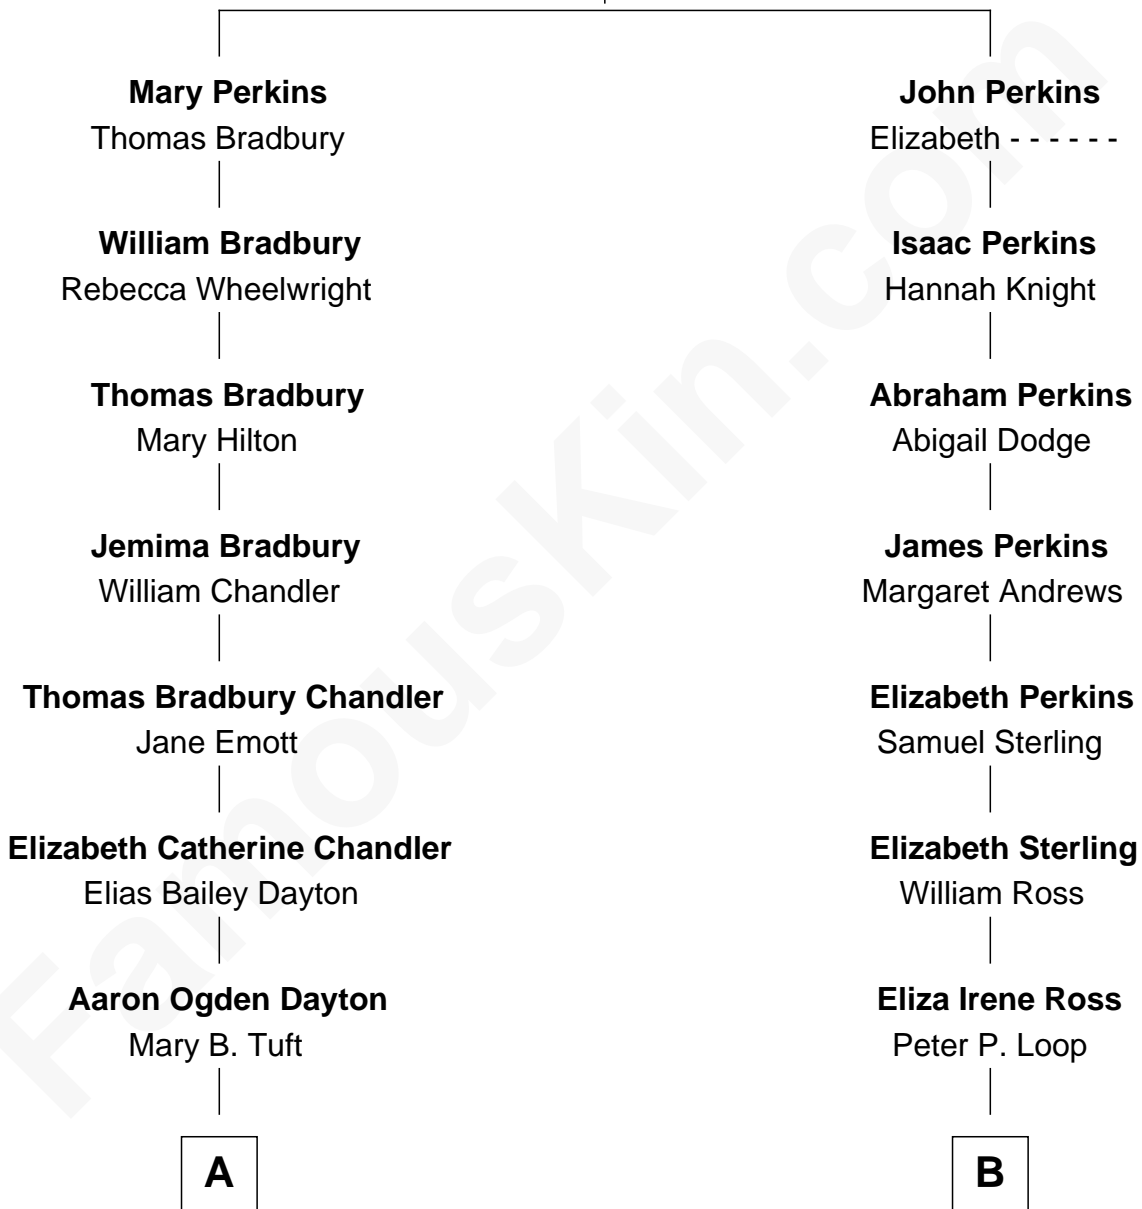 Mary Perkins
Thomas Bradbury
John Perkins
Elizabeth - - - - - -
William Bradbury
Rebecca Wheelwright
Isaac Perkins
Hannah Knight
Thomas Bradbury
Mary Hilton
Abraham Perkins
Abigail Dodge
Jemima Bradbury
William Chandler
James Perkins
Margaret Andrews
Thomas Bradbury Chandler
Jane Emott
Elizabeth Perkins
Samuel Sterling
Elizabeth Catherine Chandler
Elias Bailey Dayton
Elizabeth Sterling
William Ross
Aaron Ogden Dayton
Mary B. Tuft
Eliza Irene Ross
Peter P. Loop
A
B
FamousKin.com